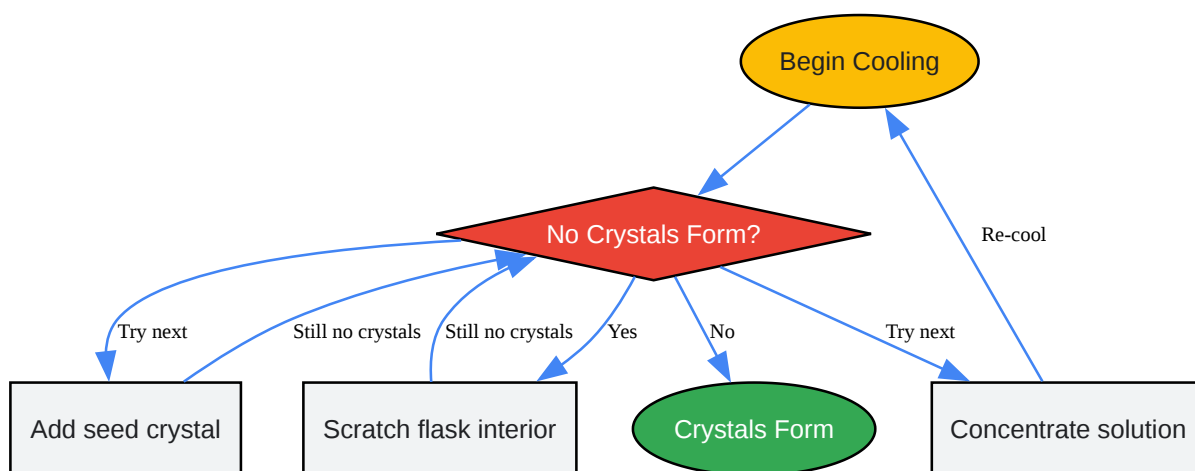 Begin Cooling
No Crystals Form?
Re-cool
Try next
Still no crystals
Still no crystals
Yes
No
Try next
Add seed crystal
Scratch flask interior
Crystals Form
Concentrate solution